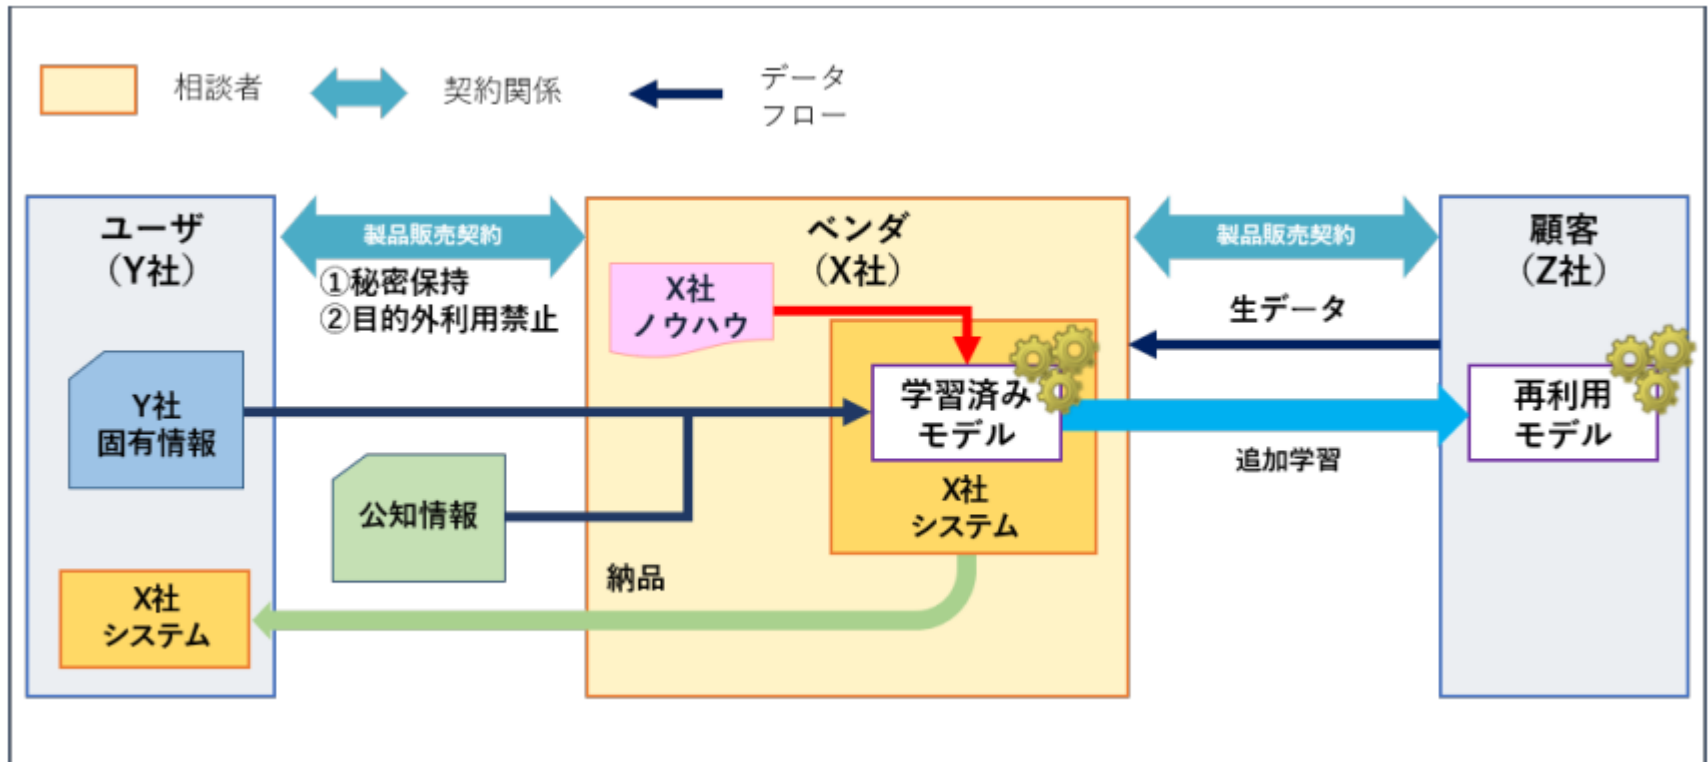 相談者
契約関係
データ
フロー
ユーザ
（Y社）
製品販売契約
①秘密保持
②目的外利用禁止
ベンダ
（X社）
製品販売契約
顧客
（Z社）
X社
ノウハウ
生データ
Y社
固有情報
学習済み
モデル
再利用
モデル
追加学習
公知情報
X社
システム
納品
X社
システム